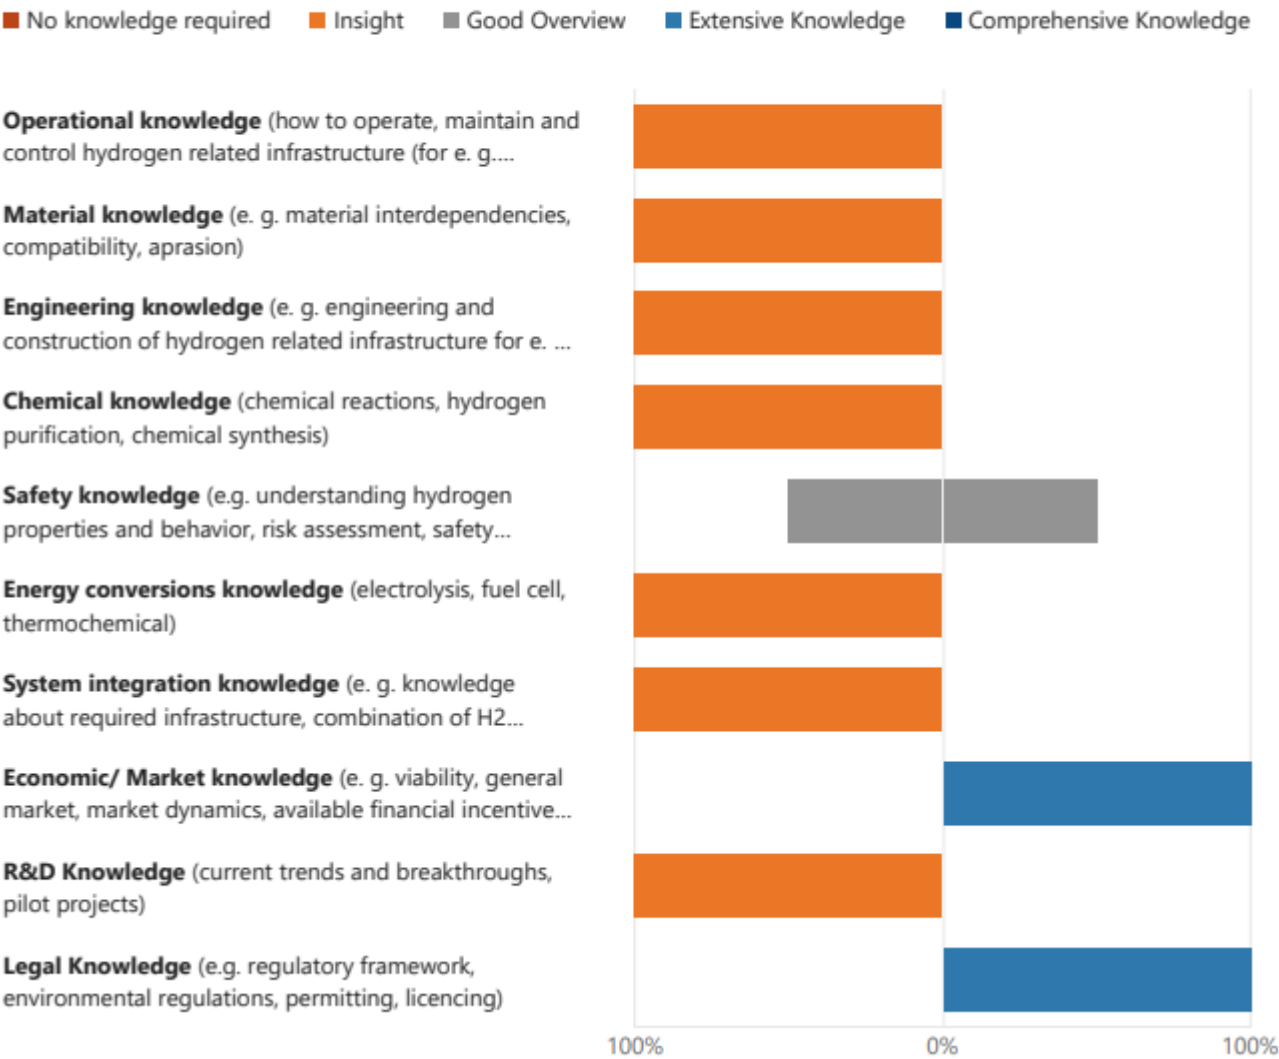 No knowledge required Insight Good Overview Extensive Knowledge Comprehensive Knowledge
Operational knowledge (how to operate, maintain and
control hydrogen related infrastructure (for e. g....
Material knowledge (e. g. material interdependencies,
compatibility, aprasion)
Engineering knowledge (e. g. engineering and
construction of hydrogen related infrastructure for e. ...
Chemical knowledge (chemical reactions, hydrogen
purification, chemical synthesis)
Safety knowledge (e.g. understanding hydrogen
properties and behavior, risk assessment, safety...
Energy conversions knowledge (electrolysis, fuel cell,
thermochemical)
System integration knowledge (e. g. knowledge
about required infrastructure, combination of H2...
Economic/ Market knowledge (e. g. viability, general
market, market dynamics, available financial incentive...
R&D Knowledge (current trends and breakthroughs,
pilot projects)
Legal Knowledge (e.g. regulatory framework,
environmental regulations, permitting, licencing)
100% 0% 100%